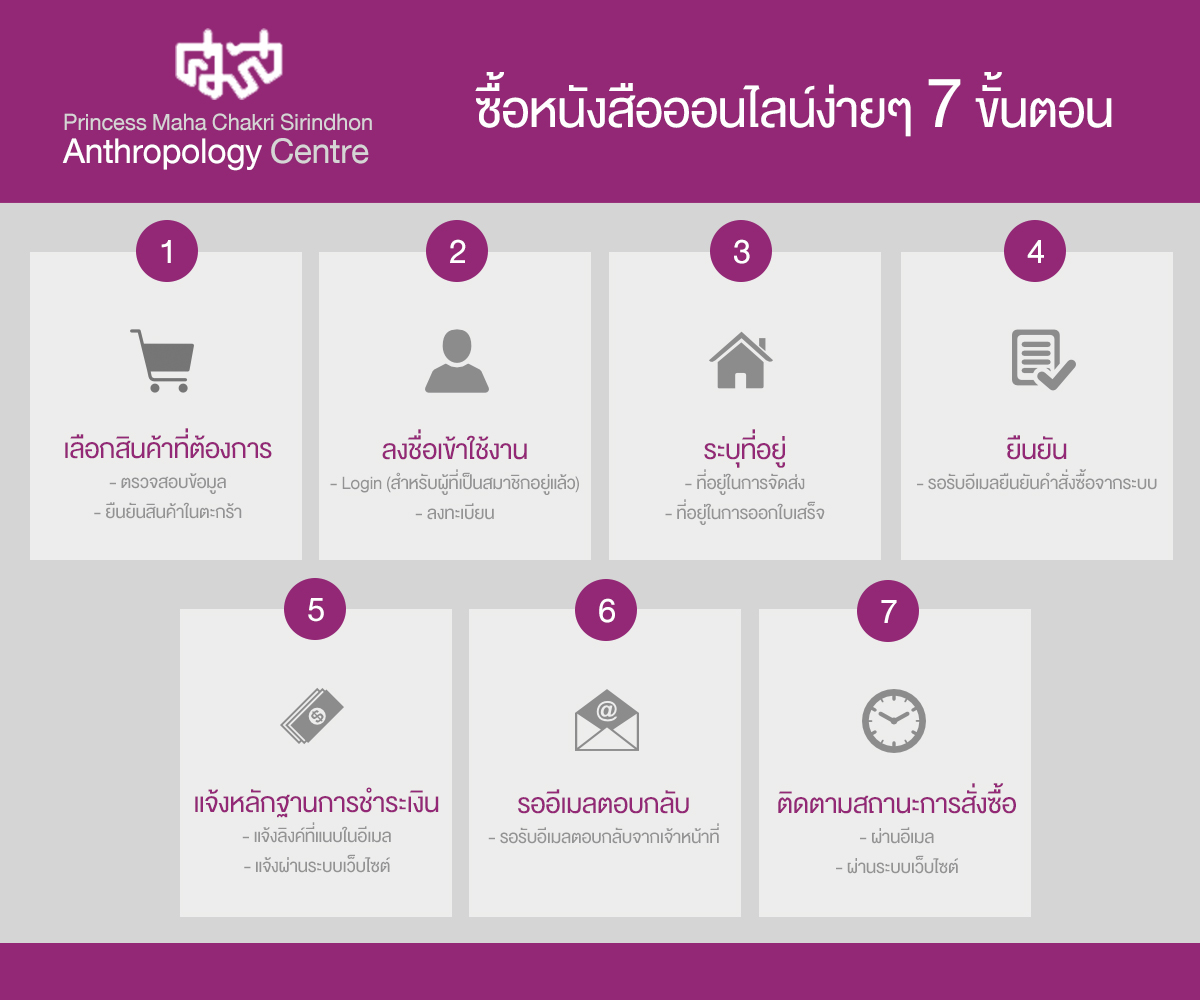 ศมส
Princess Maha Chakri Sirindhon
Anthropology Centre
ซื้อหนังสือออนไลน์ง่ายๆ 7 ขั้นตอน
1
เลือกสินค้าที่ต้องการ
- ตรวจสอบข้อมูล
- ยืนยันสินค้าในตะกร้า
2
ลงชื่อเข้าใช้งาน
- Login (สำหรับผู้ที่เป็นสมาชิกอยู่แล้ว)
- ลงทะเบียน
3
ระบุที่อยู่
- ที่อยู่ในการจัดส่ง
- ที่อยู่ในการออกใบเสร็จ
4
ยืนยัน
- รอรับอีเมลยืนยันคำสั่งซื้อจากระบบ
5
แจ้งหลักฐานการชำระเงิน
- แจ้งลิงค์ที่แนบในอีเมล
- แจ้งผ่านระบบเว็บไซต์
6
@
รออีเมลตอบกลับ
- รอรับอีเมลตอบกลับจากเจ้าหน้าที่
7
ติดตามสถานะการสั่งซื้อ
- ผ่านอีเมล
- ผ่านระบบเว็บไซต์